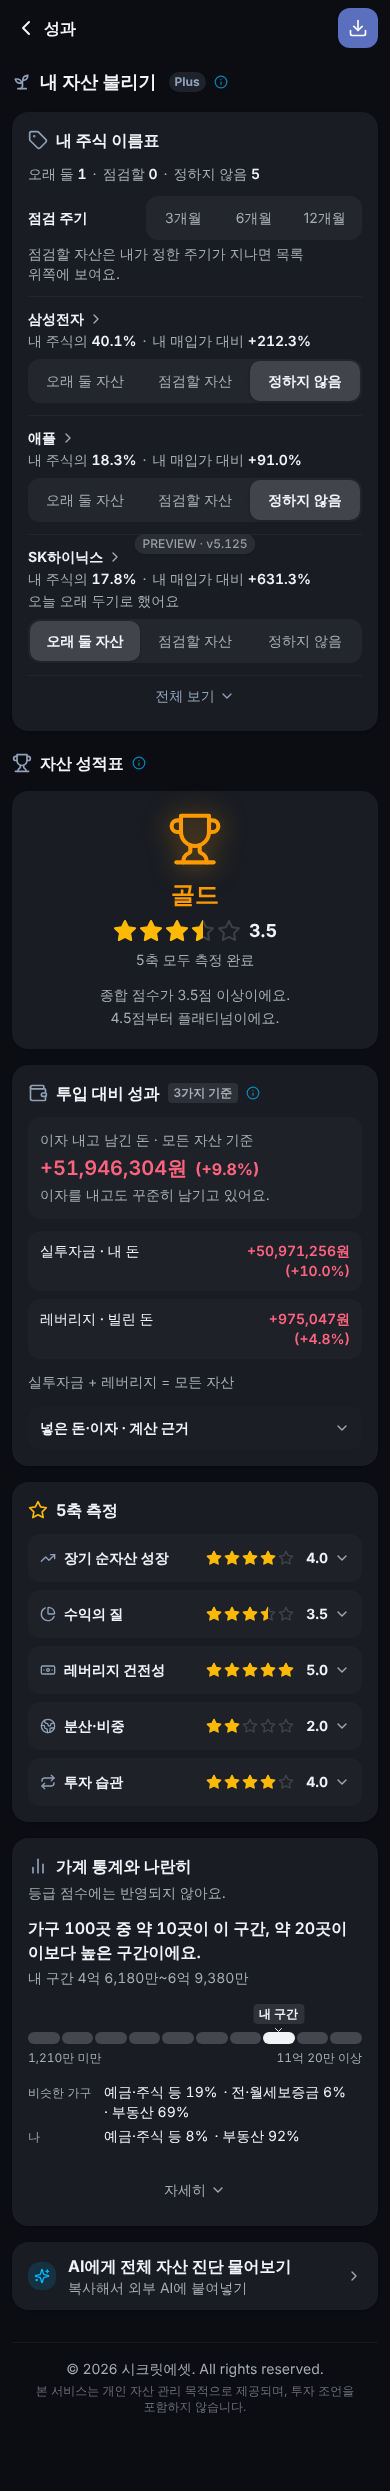 성과
내 자산 불리기 Plus
내 주식 이름표
오래 둘 1 · 점검할 0 · 정하지 않음 5
점검 주기 3개월 6개월 12개월
점검할 자산은 내가 정한 주기가 지나면 목록
위쪽에 보여요.
삼성전자
내 주식의 40.1% · 내 매입가 대비 +212.3%
오래 둘 자산 점검할 자산 정하지 않음
애플
내 주식의 18.3% · 내 매입가 대비 +91.0%
오래 둘 자산 점검할 자산 정하지 않음
PREVIEW · v5.125
SK하이닉스
내 주식의 17.8% · 내 매입가 대비 +631.3%
오늘 오래 두기로 했어요
오래 둘 자산 점검할 자산 정하지 않음
전체 보기
자산 성적표
골드
3.5
5축 모두 측정 완료
종합 점수가 3.5점 이상이에요.
4.5점부터 플래티넘이에요.
투입 대비 성과 3가지 기준
이자 내고 남긴 돈 · 모든 자산 기준
+51,946,304원 (+9.8%)
이자를 내고도 꾸준히 남기고 있어요.
실투자금 · 내 돈 +50,971,256원
(+10.0%)
레버리지 · 빌린 돈 +975,047원
(+4.8%)
실투자금 + 레버리지 = 모든 자산
넣은 돈·이자 · 계산 근거
5축 측정
장기 순자산 성장 4.0
수익의 질 3.5
레버리지 건전성 5.0
분산·비중 2.0
투자 습관 4.0
가계 통계와 나란히
등급 점수에는 반영되지 않아요.
가구 100곳 중 약 10곳이 이 구간, 약 20곳이
이보다 높은 구간이에요.
내 구간 4억 6,180만~6억 9,380만
내 구간
1,210만 미만 11억 20만 이상
비슷한 가구 예금·주식 등 19% · 전·월세보증금 6%
· 부동산 69%
나 예금·주식 등 8% · 부동산 92%
자세히
AI에게 전체 자산 진단 물어보기
복사해서 외부 AI에 붙여넣기
© 2026 시크릿에셋. All rights reserved.
본 서비스는 개인 자산 관리 목적으로 제공되며, 투자 조언을
포함하지 않습니다.